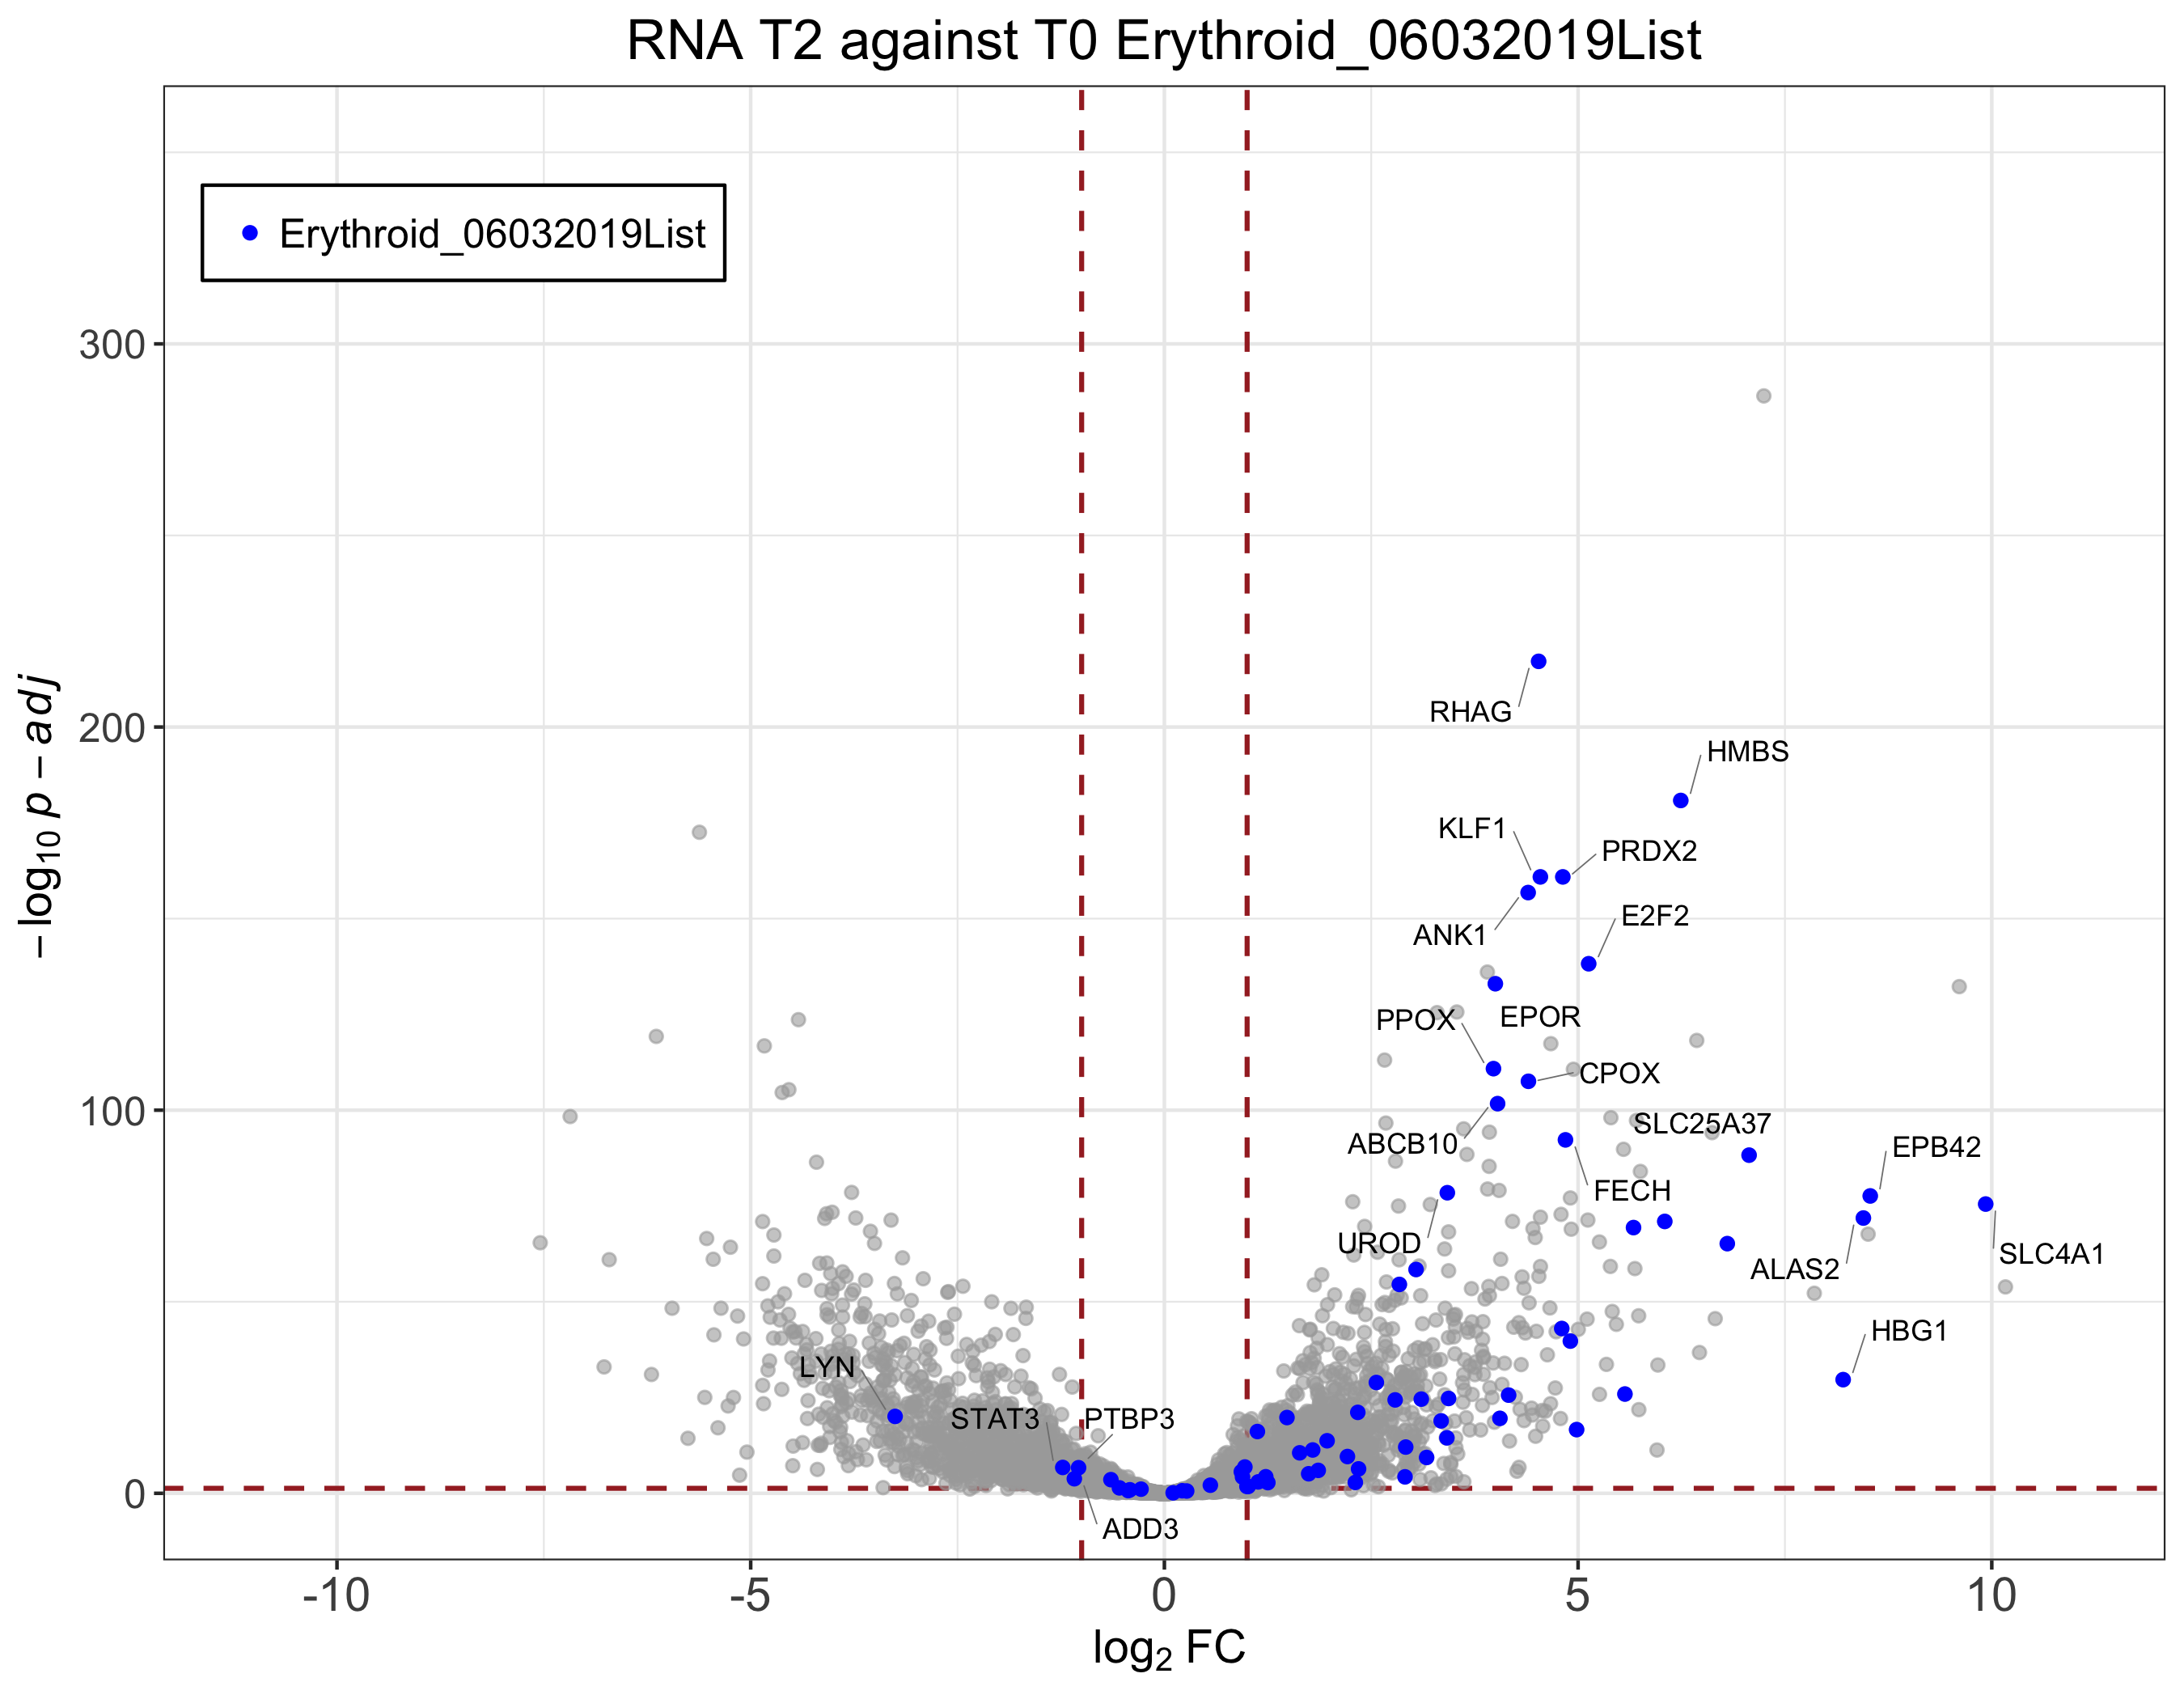 RNA T2 against T0 Erythroid_06032019List
Erythroid_06032019List
300
200
100
0
−log10 p − adj
RHAG
HMBS
KLF1
PRDX2
E2F2
ANK1
PPOX
EPOR
CPOX
SLC25A37
ABCB10
EPB42
FECH
UROD
SLC4A1
ALAS2
HBG1
LYN
STAT3
PTBP3
ADD3
-10
-5
0
5
10
log2 FC